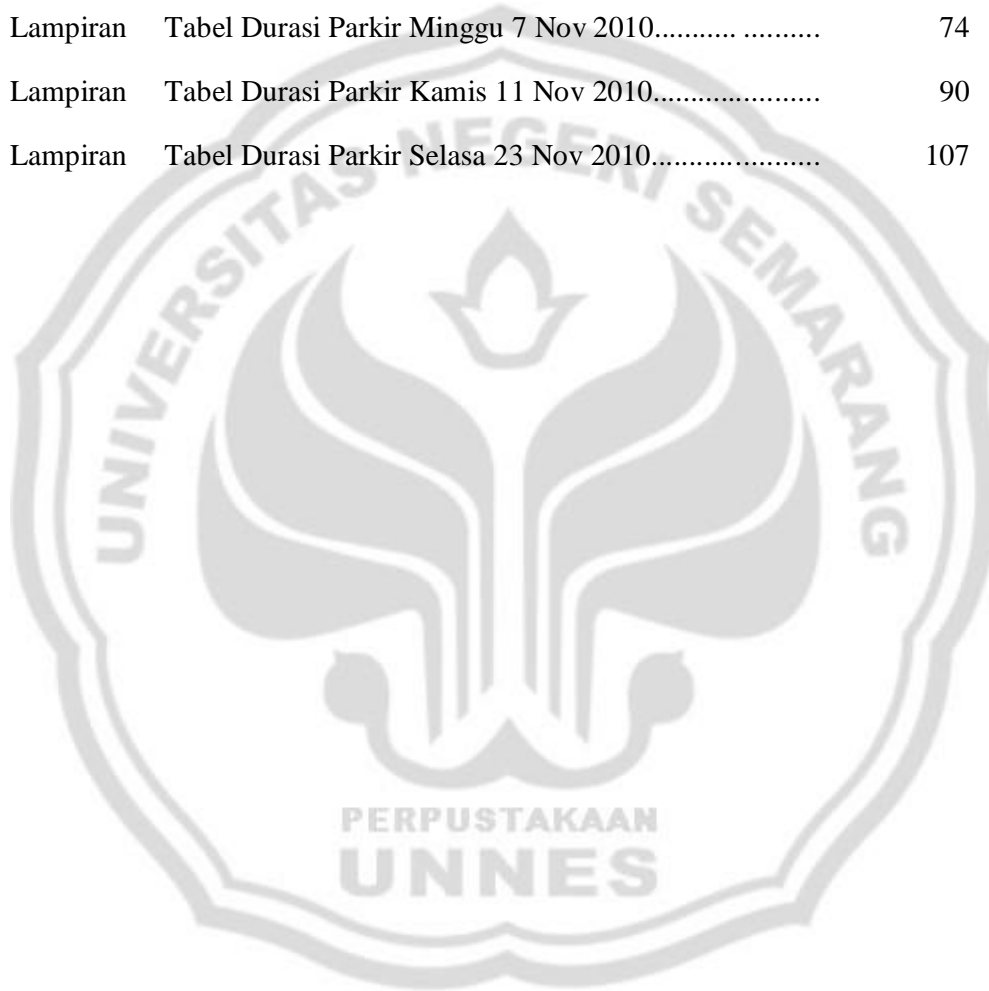 Lampiran Tabel Durasi Parkir Minggu 7 Nov 2010........... .......... 74
Lampiran Tabel Durasi Parkir Kamis 11 Nov 2010..................... 90
Lampiran Tabel Durasi Parkir Selasa 23 Nov 2010..................... 107
UNIVERSITAS NEGERI SEMARANG
PERPUSTAKAAN
UNNES